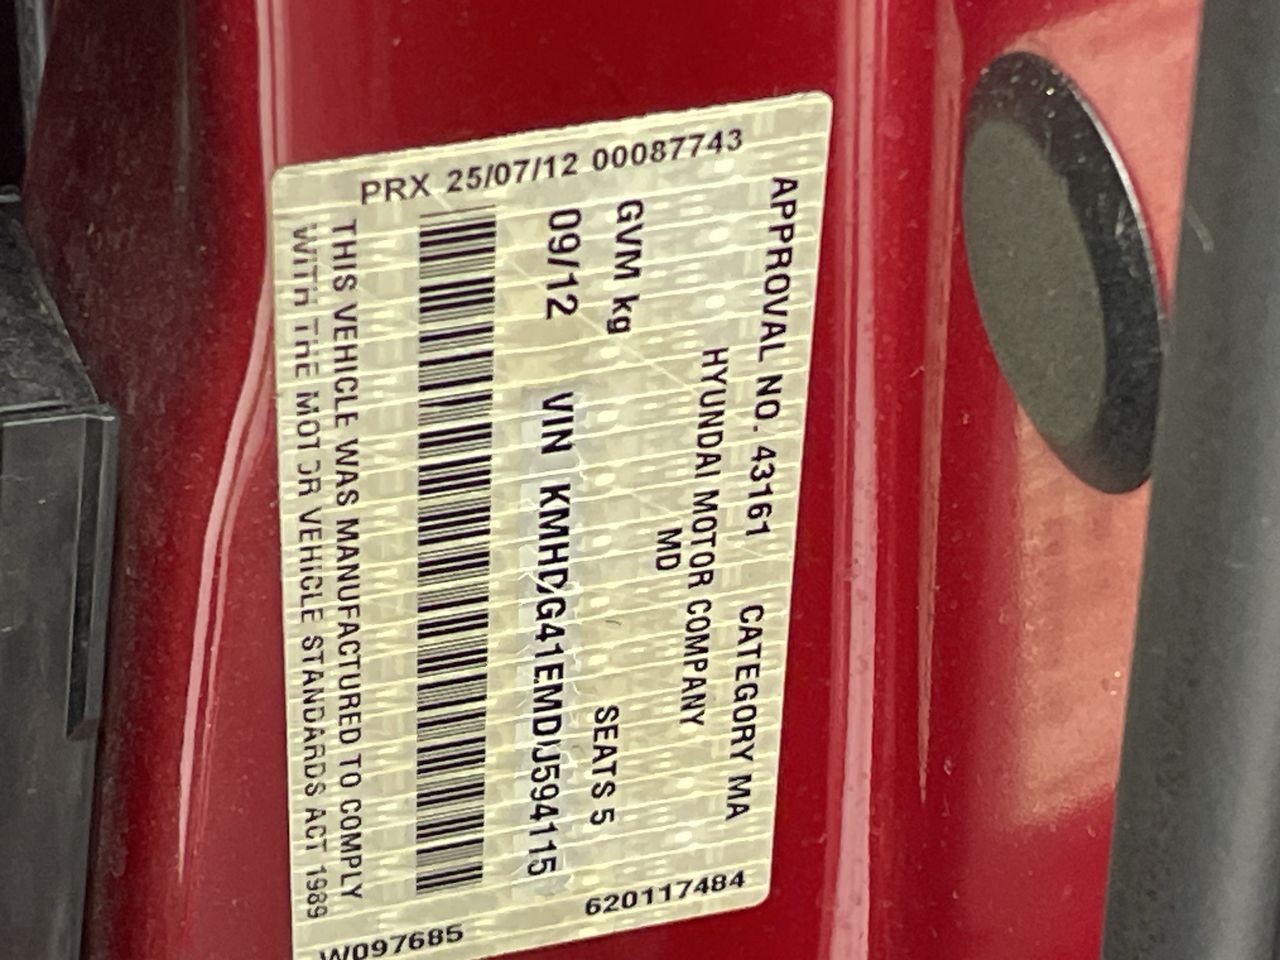 PRX 25/07/12 00087743
APPROVAL NO. 43161 CATEGORY MA
HYUNDAI MOTOR COMPANY
MD
GVM kg SEATS 5
09/12 VIN KMHDG41EMDU594115
THIS VEHICLE WAS MANUFACTURED TO COMPLY
WITH THE MOTOR VEHICLE STANDARDS ACT 1989
620117484
W097685